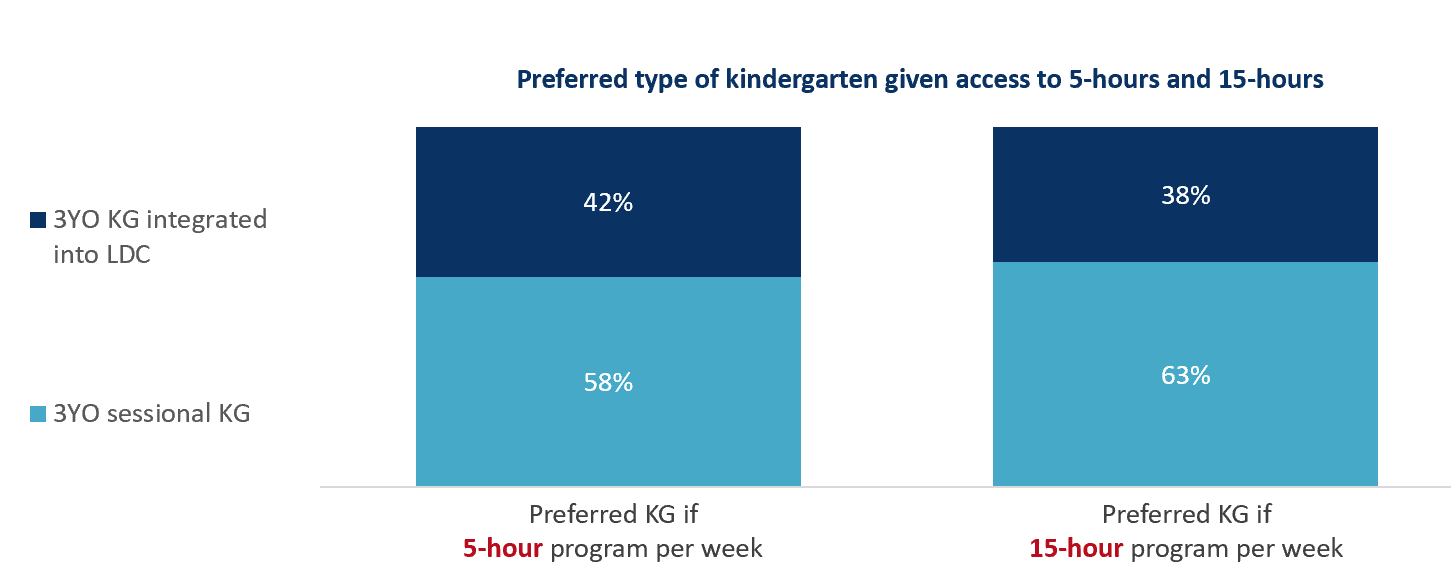 Preferred type of kindergarten given access to 5-hours and 15-hours
3YO KG integrated
into LDC
3YO sessional KG
42%
38%
58%
63%
Preferred KG if
5-hour program per week
Preferred KG if
15-hour program per week